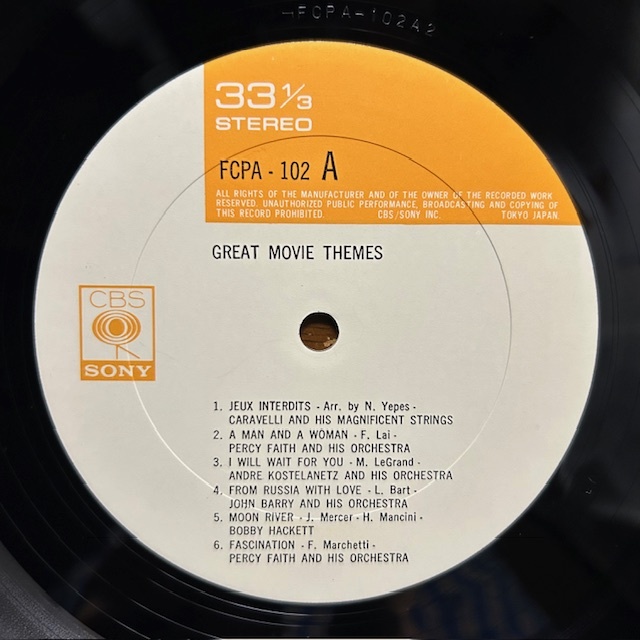 FCPA-102A2
33 1/3
STEREO
FCPA - 102 A
ALL RIGHTS OF THE MANUFACTURER AND OF THE OWNER OF THE RECORDED WORK
RESERVED. UNAUTHORIZED PUBLIC PERFORMANCE, BROADCASTING AND COPYING OF
THIS RECORD PROHIBITED. CBS/SONY INC. TOKYO JAPAN
GREAT MOVIE THEMES
CBS
SONY
1. JEUX INTERDITS - Arr. by N. Yepes -
CARAVELLI AND HIS MAGNIFICENT STRINGS
2. A MAN AND A WOMAN - F. Lai -
PERCY FAITH AND HIS ORCHESTRA
3. I WILL WAIT FOR YOU - M. LeGrand -
ANDRE KOSTELANETZ AND HIS ORCHESTRA
4. FROM RUSSIA WITH LOVE - L. Bart -
JOHN BARRY AND HIS ORCHESTRA
5. MOON RIVER - J. Mercer - H. Mancini -
BOBBY HACKETT
6. FASCINATION - F. Marchetti -
PERCY FAITH AND HIS ORCHESTRA